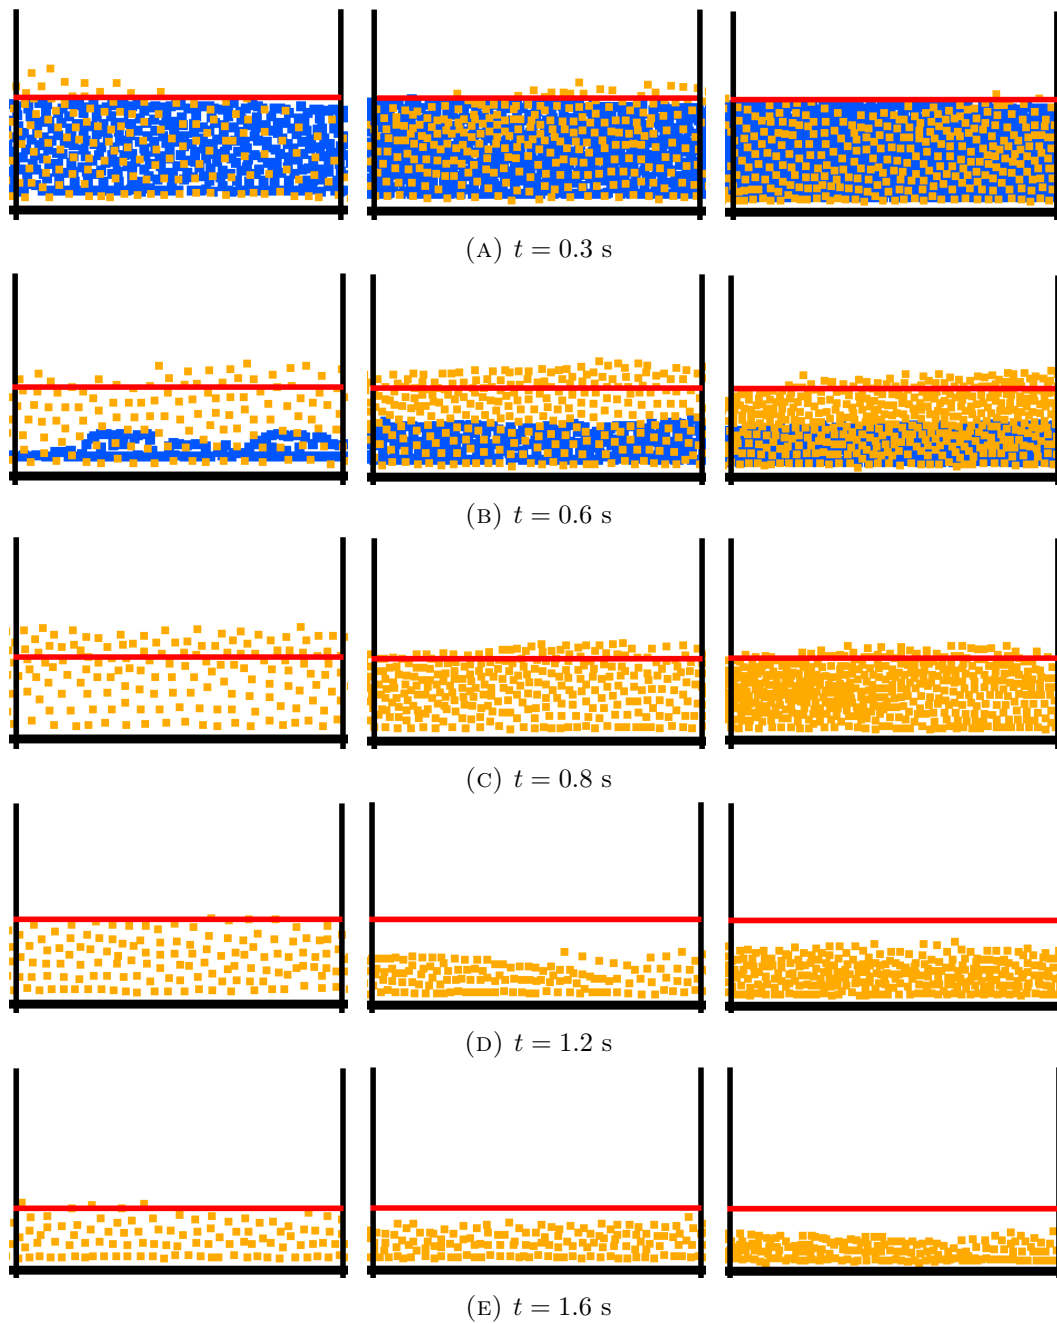 (A) t = 0.3 s
(B) t = 0.6 s
(C) t = 0.8 s
(D) t = 1.2 s
(E) t = 1.6 s